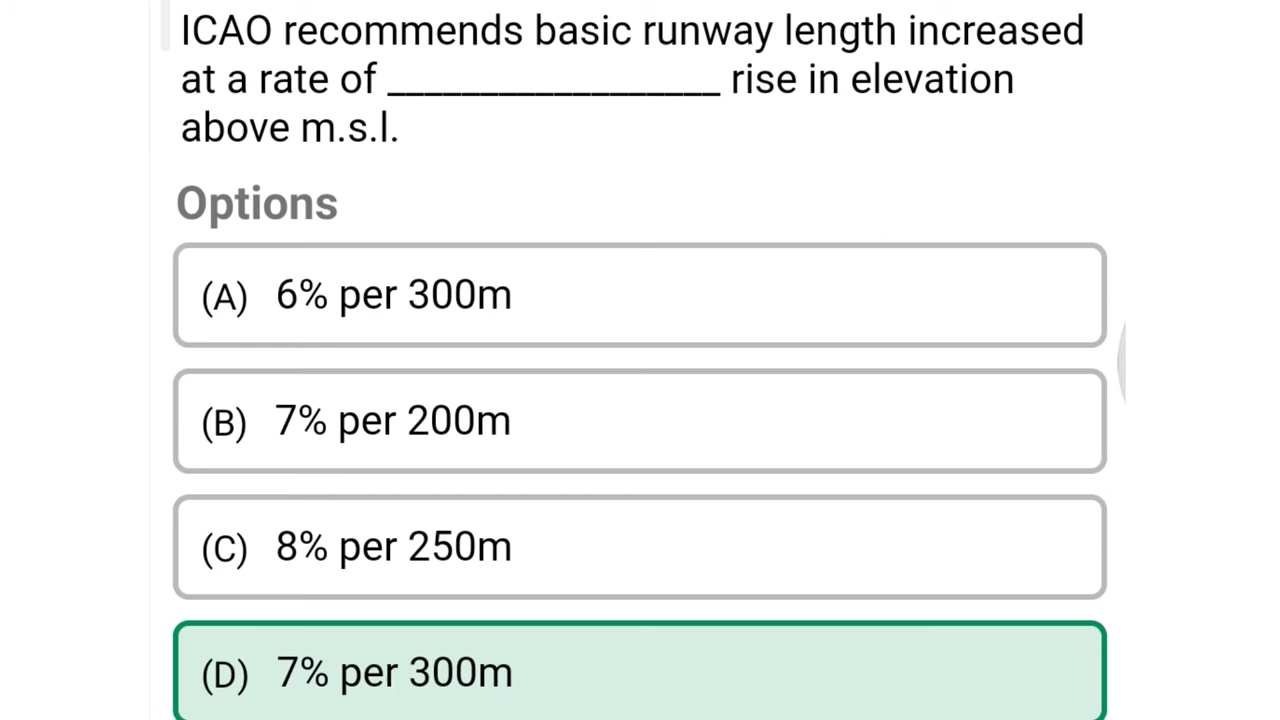 ICAO recommends basic runway length increased
at a rate of __________________ rise in elevation
above m.s.l.
Options
(A) 6% per 300m
(B) 7% per 200m
(C) 8% per 250m
(D) 7% per 300m